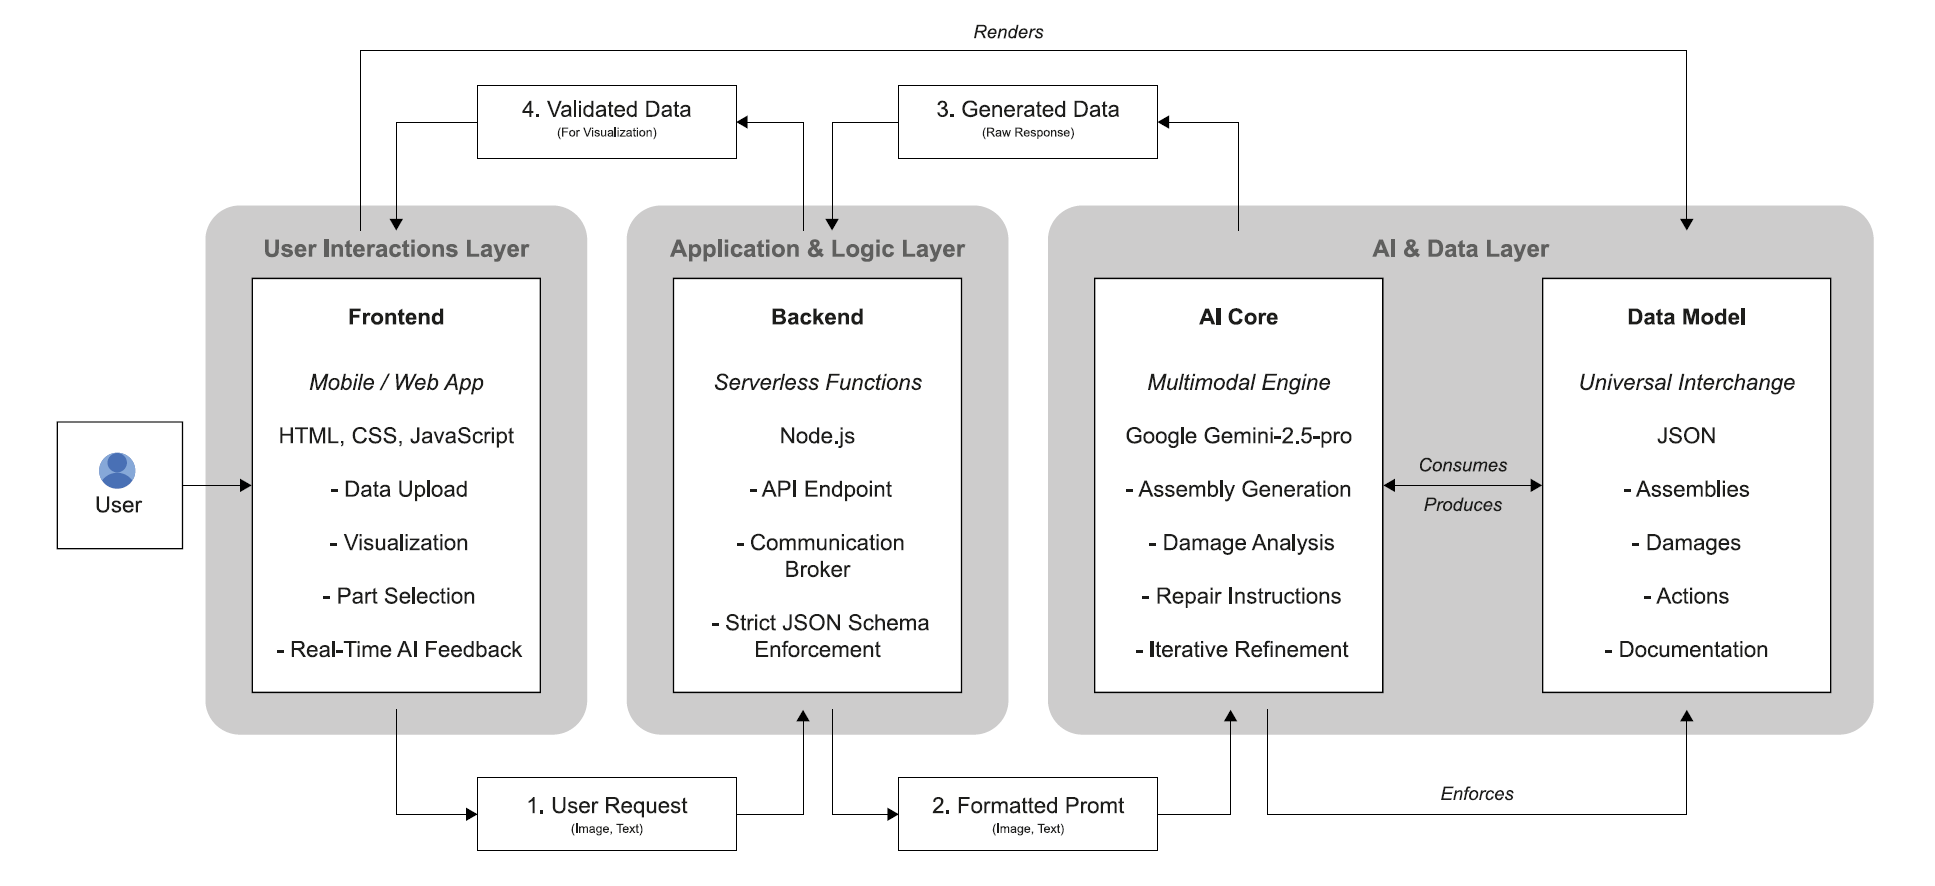 Renders
4. Validated Data
(For Visualization)
3. Generated Data
(Raw Response)
User Interactions Layer
Application & Logic Layer
AI & Data Layer
User
Frontend
Mobile / Web App
HTML, CSS, JavaScript
- Data Upload
- Visualization
- Part Selection
- Real-Time AI Feedback
Backend
Serverless Functions
Node.js
- API Endpoint
- Communication
Broker
- Strict JSON Schema
Enforcement
AI Core
Multimodal Engine
Google Gemini-2.5-pro
- Assembly Generation
- Damage Analysis
- Repair Instructions
- Iterative Refinement
Consumes
Produces
Data Model
Universal Interchange
JSON
- Assemblies
- Damages
- Actions
- Documentation
1. User Request
(Image, Text)
2. Formatted Promt
(Image, Text)
Enforces